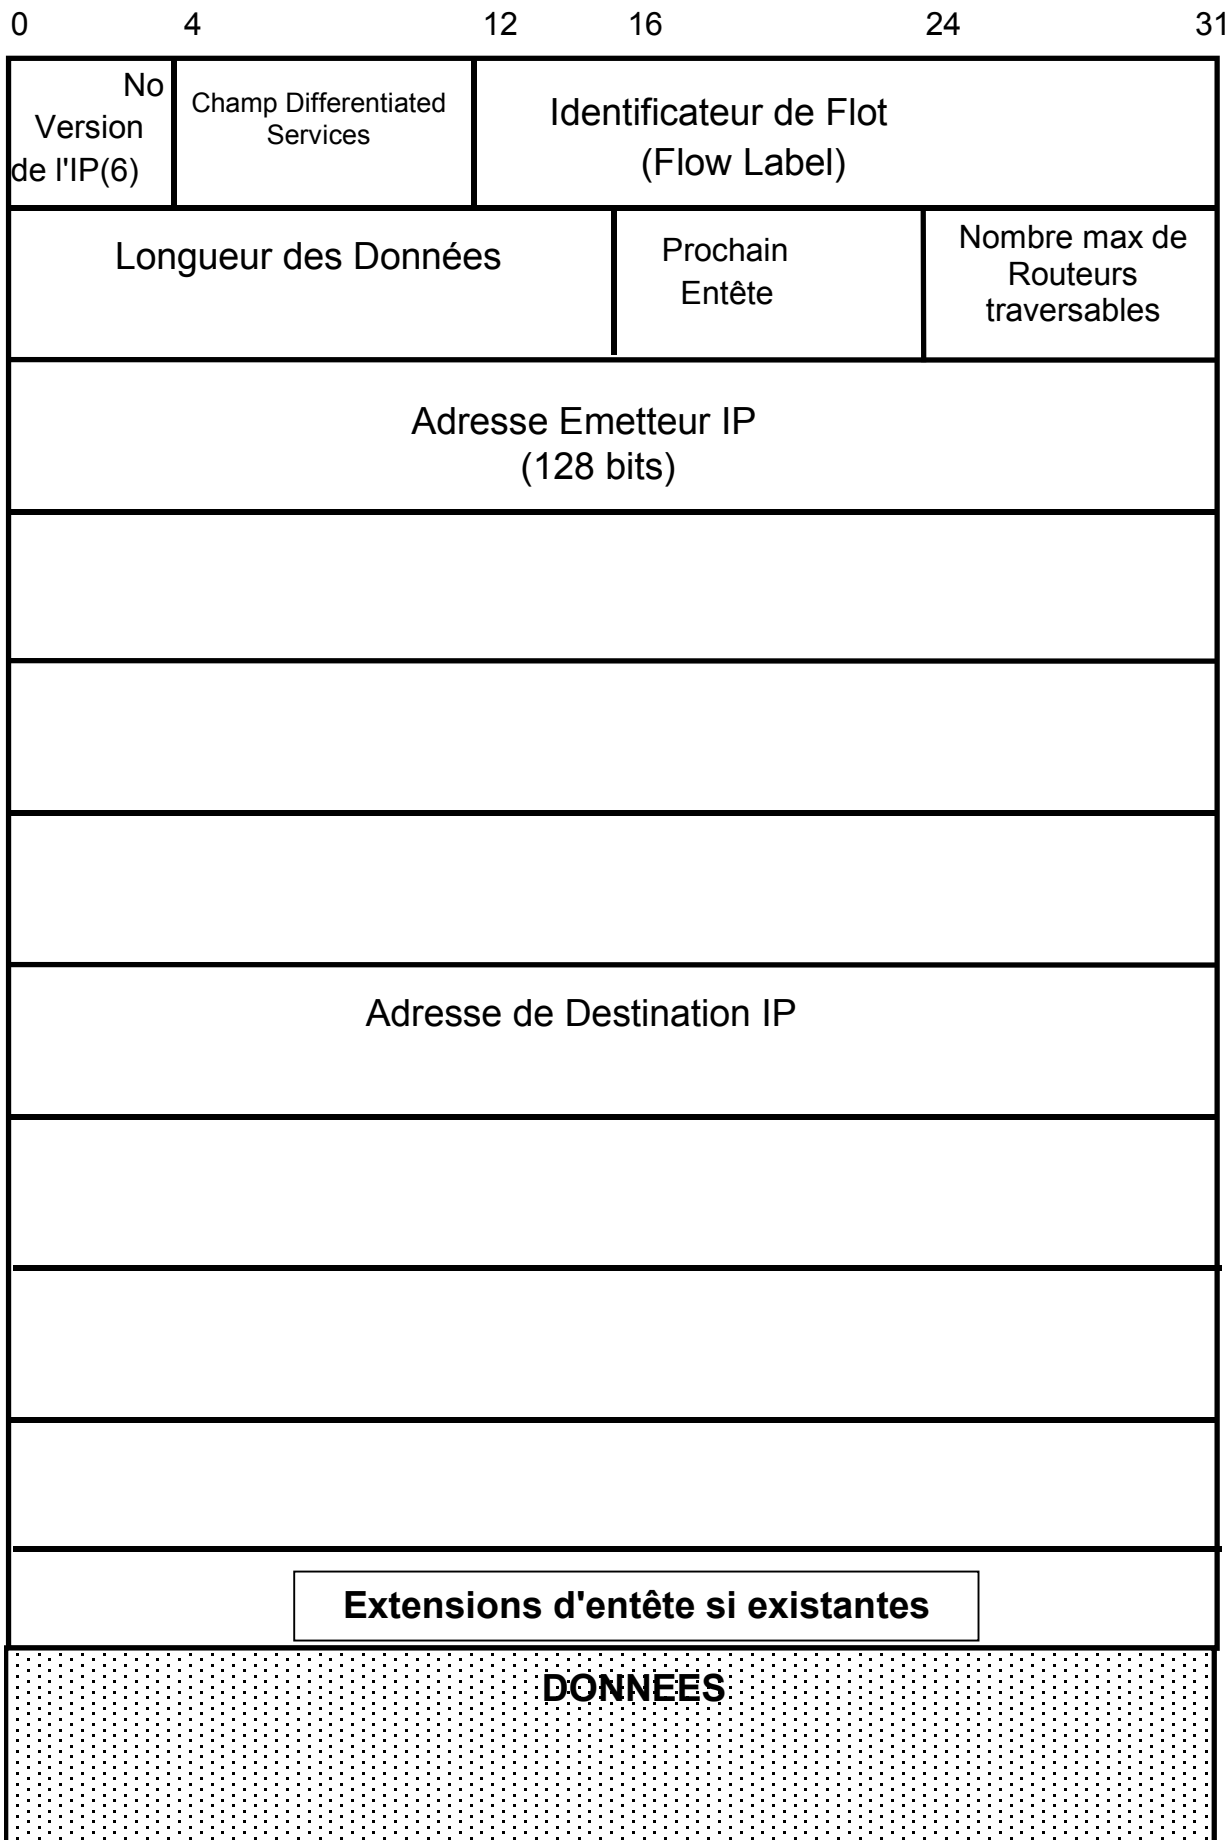 0 4 12 16 24 31
No
Version
de l'IP(6)
Champ Differentiated
Services
Identificateur de Flot
(Flow Label)
Longueur des Données
Prochain
Entête
Nombre max de
Routeurs
traversables
Adresse Emetteur IP
(128 bits)
Adresse de Destination IP
Extensions d'entête si existantes
DONNEES